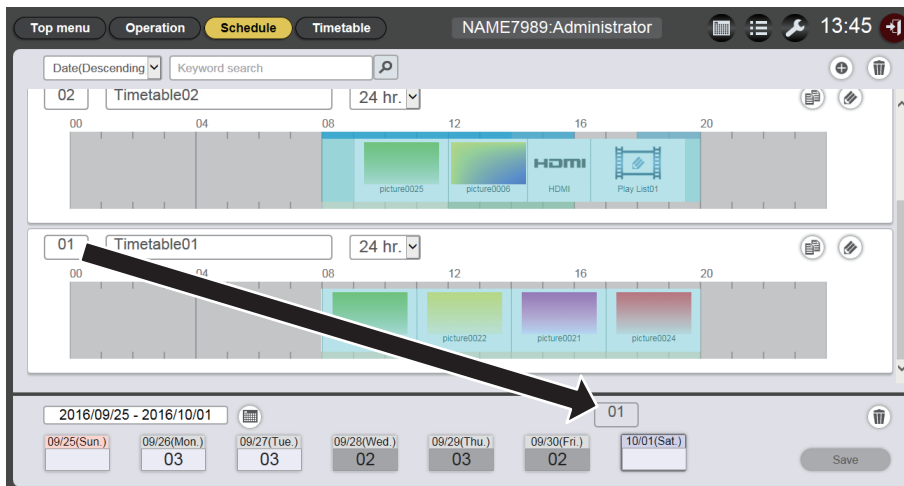 Top menu Operation Schedule Timetable NAME7989:Administrator 13:45
Date(Descending Keyword search
02 Timetable02 24 hr.
00 04 08 12 16 20
HDMI
picture0025 picture0006 HDMI Play List01
01 Timetable01 24 hr.
00 04 08 12 16 20
picture0022 picture0021 picture0024
2016/09/25 - 2016/10/01 01
09/25(Sun.) 09/26(Mon.) 09/27(Tue.) 09/28(Wed.) 09/29(Thu.) 09/30(Fri.) 10/01(Sat.)
03 03 02 03 02 Save